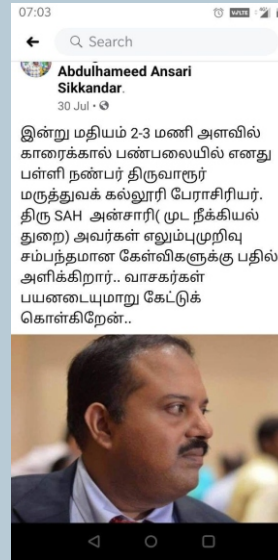 07:03
Search
Abdulhameed Ansari
Sikkandar.
30 Jul •
இன்று மதியம் 2-3 மணி அளவில்
காரைக்கால் பண்பலையில் எனது
பள்ளி நண்பர் திருவாரூர்
மருத்துவக் கல்லூரி பேராசிரியர்.
திரு SAH அன்சாரி( முட நீக்கியல்
துறை) அவர்கள் எலும்புமுறிவு
சம்பந்தமான கேள்விகளுக்கு பதில்
அளிக்கிறார்.. வாசகர்கள்
பயனடையுமாறு கேட்டுக்
கொள்கிறேன்..